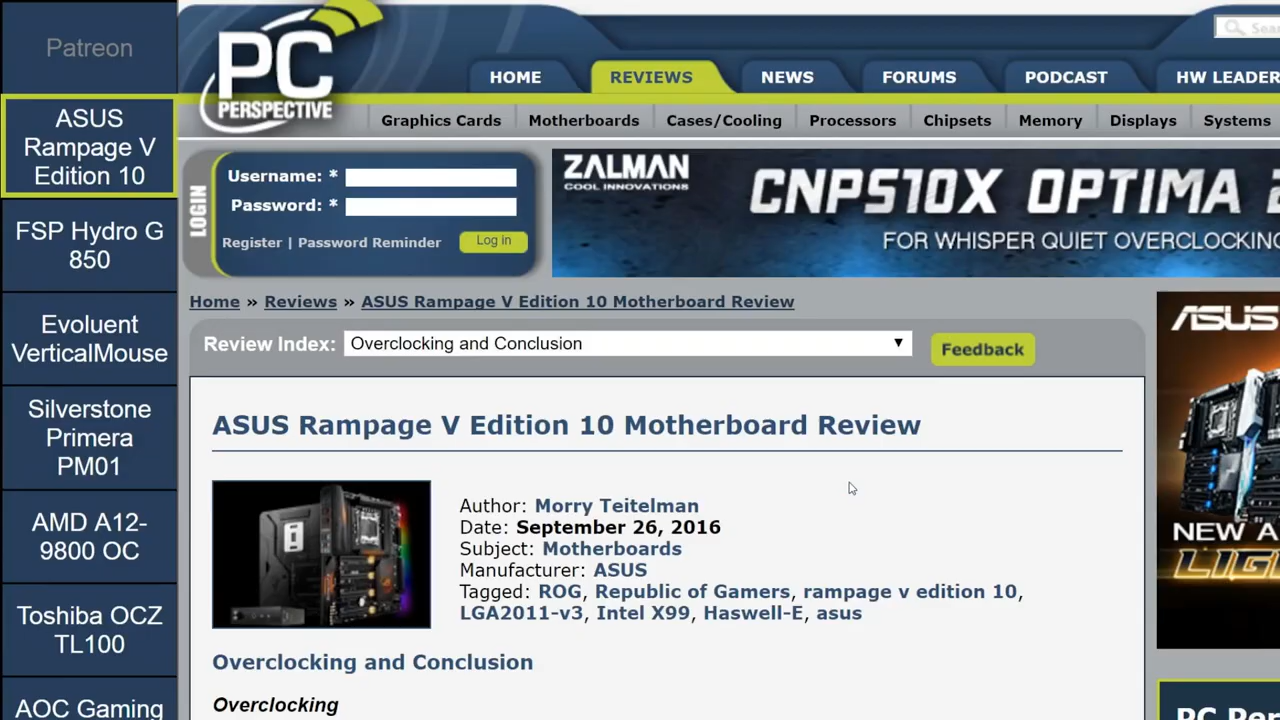 Patreon
ASUS
Rampage V
Edition 10
FSP Hydro G
850
Evoluent
VerticalMouse
Silverstone
Primera
PM01
AMD A12-
9800 OC
Toshiba OCZ
TL100
AOC Gaming
PC
PERSPECTIVE
HOME
REVIEWS
NEWS
FORUMS
PODCAST
HW LEADER
Graphics Cards
Motherboards
Cases/Cooling
Processors
Chipsets
Memory
Displays
Systems
LOGIN
Username: *
Password: *
Register | Password Reminder
Log in
ZALMAN
COOL INNOVATIONS
CNPS10X OPTIMA 2
FOR WHISPER QUIET OVERCLOCKING
Home » Reviews » ASUS Rampage V Edition 10 Motherboard Review
Review Index: Overclocking and Conclusion
Feedback
ASUS Rampage V Edition 10 Motherboard Review
Author: Morry Teitelman
Date: September 26, 2016
Subject: Motherboards
Manufacturer: ASUS
Tagged: ROG, Republic of Gamers, rampage v edition 10,
LGA2011-v3, Intel X99, Haswell-E, asus
Overclocking and Conclusion
Overclocking
ASUS
NEW A
LIG
PC Per